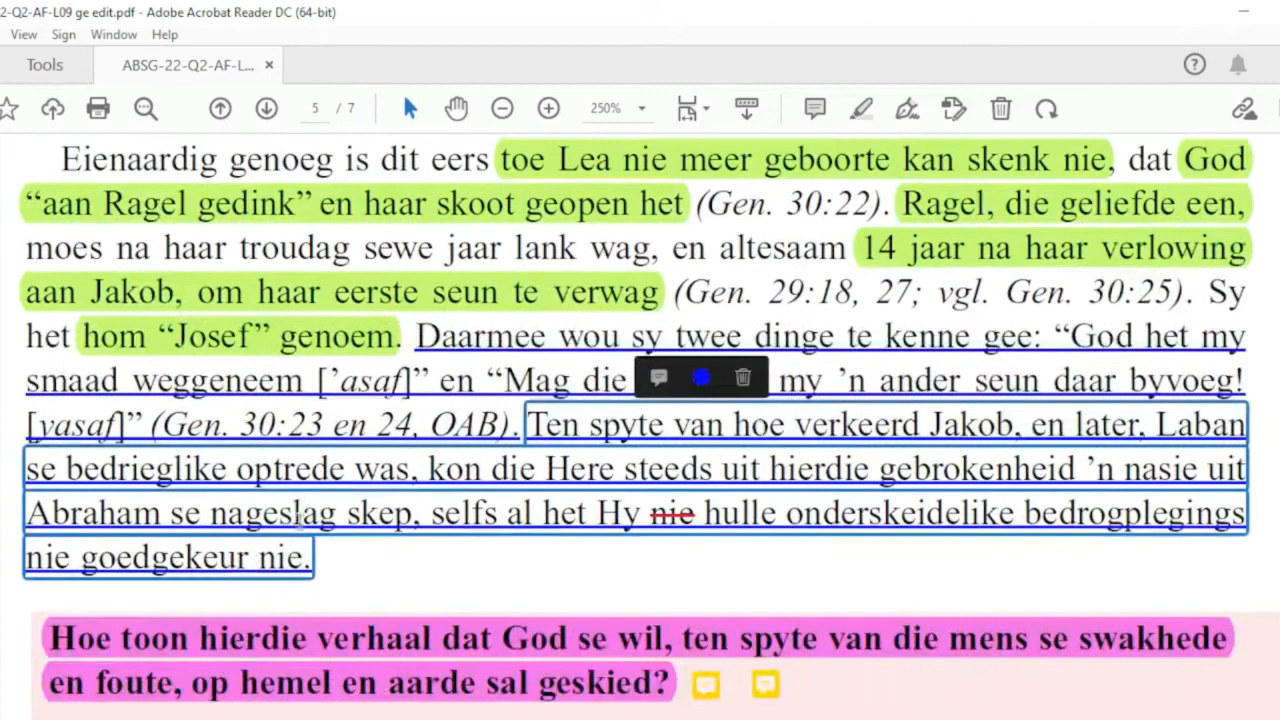 2-Q2-AF-L09 ge edit.pdf - Adobe Acrobat Reader DC (64-bit)
View Sign Window Help
Tools ABSG-22-Q2-AF-L... ×
5 / 7 250%
Eienaardig genoeg is dit eers toe Lea nie meer geboorte kan skenk nie, dat God
“aan Ragel gedink” en haar skoot geopen het (Gen. 30:22). Ragel, die geliefde een,
moes na haar troudag sewe jaar lank wag, en altesaam 14 jaar na haar verlowing
aan Jakob, om haar eerste seun te verwag (Gen. 29:18, 27; vgl. Gen. 30:25). Sy
het hom “Josef” genoem. Daarmee wou sy twee dinge te kenne gee: “God het my
smaad weggeneem [’asaf]” en “Mag die my ’n ander seun daar byvoeg!
[yasaf]” (Gen. 30:23 en 24, OAB). Ten spyte van hoe verkeerd Jakob, en later, Laban
se bedrieglike optrede was, kon die Here steeds uit hierdie gebrokenheid ’n nasie uit
Abraham se nageslag skep, selfs al het Hy nie hulle onderskeidelike bedrogplegings
nie goedgekeur nie.
Hoe toon hierdie verhaal dat God se wil, ten spyte van die mens se swakhede
en foute, op hemel en aarde sal geskied?